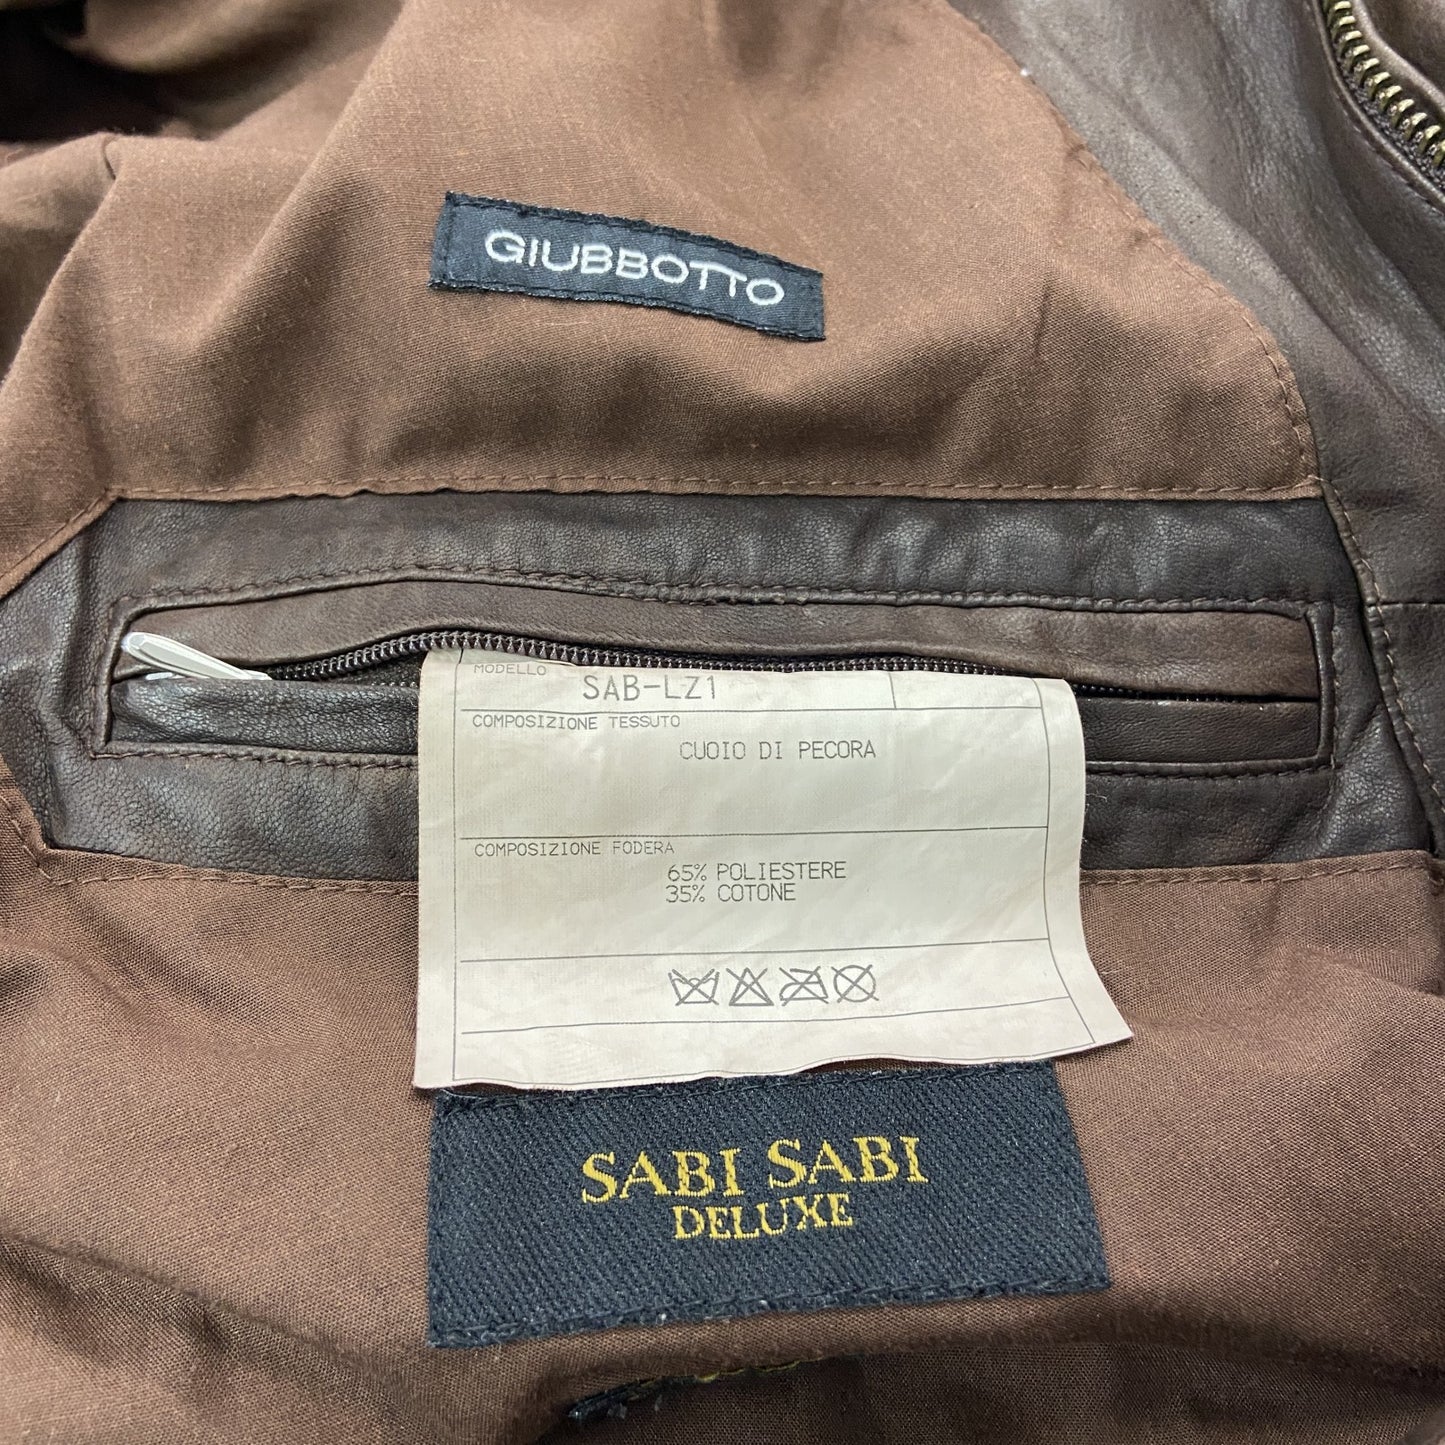 GIUBBOTTO
MODELLO SAB-LZ1
COMPOSIZIONE TESSUTO
CUOIO DI PECORA
COMPOSIZIONE FODERA
65% POLIESTERE
35% COTONE
SABI SABI
DELUXE